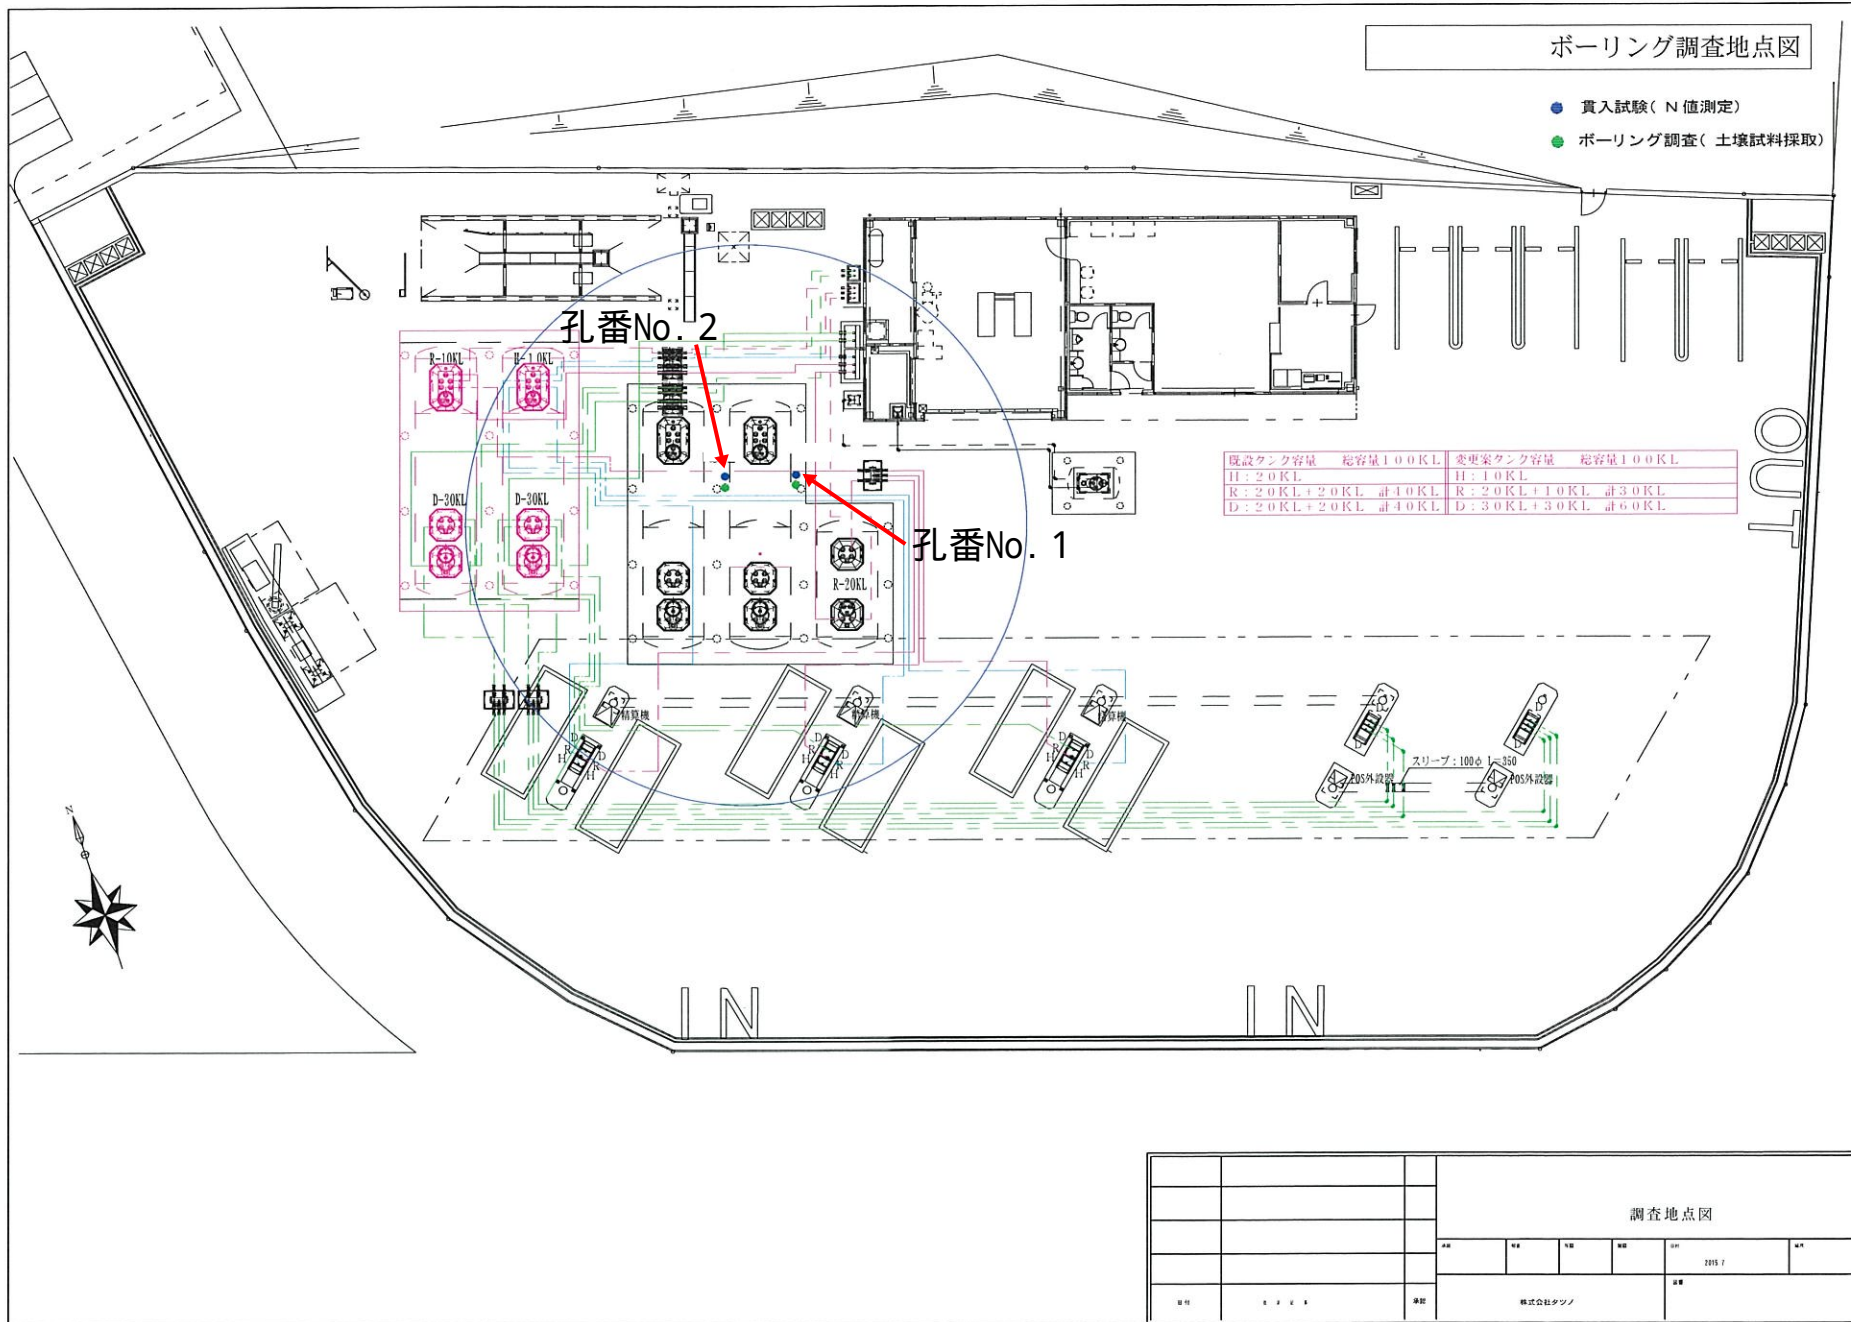 ボーリング調査地点図
貫入試験( N 値測定)
ボーリング調査( 土壌試料採取)
孔番No. 2
R-10KL
H-10KL
D-30KL
D-30KL
既設タンク容量 総容量100KL
変更案タンク容量 総容量100KL
H:20KL
H:10KL
R:20KL+20KL 計40KL
R:20KL+10KL 計30KL
D:20KL+20KL 計40KL
D:30KL+30KL 計60KL
OUT
孔番No. 1
R-20KL
精算機
精算機
精算機
D
R
H
D
R
H
D
R
H
D
R
H
D
R
H
D
R
H
D
D
D
D
スリーブ:100φ L=350
POS外設器
POS外設器
N
IN
IN
調査地点図
日付
2015 7
日付
承認
株式会社タツノ